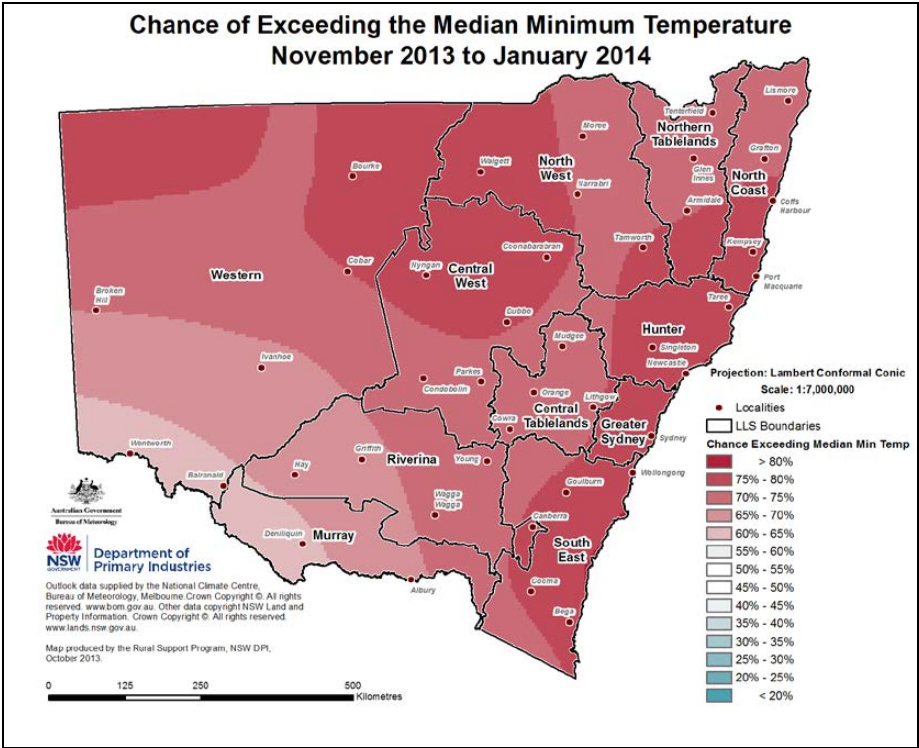 Chance of Exceeding the Median Minimum Temperature
November 2013 to January 2014
Lismore
Tenterfield
Moree
Northern
Tablelands
Grafton
Bourke
Walgett
North
West
Glen
Innes
North
Coast
Narrabri
Armidale
Coffs
Harbour
Tamworth
Kempsey
Coonabarabran
Western
Cobar
Nyngan
Central
West
Port
Macquarie
Broken
Hill
Taree
Dubbo
Hunter
Mudgee
Singleton
Ivanhoe
Newcastle
Parkes
Condobolin
Orange
Lithgow
Central
Tablelands
Cowra
Greater
Sydney
Sydney
Wentworth
Griffith
Riverina
Young
Hay
Balranald
Goulburn
Wollongong
Wagga
Wagga
Canberra
Deniliquin
Murray
South
East
Albury
Cooma
Bega
Projection: Lambert Conformal Conic
Scale: 1:7,000,000
Localities
LLS Boundaries
Chance Exceeding Median Min Temp
> 80%
75% - 80%
70% - 75%
65% - 70%
60% - 65%
55% - 60%
50% - 55%
45% - 50%
40% - 45%
35% - 40%
30% - 35%
25% - 30%
20% - 25%
< 20%
Australian Government
Bureau of Meteorology
NSW
GOVERNMENT
Department of
Primary Industries
Outlook data supplied by the National Climate Centre,
Bureau of Meteorology, Melbourne.Crown Copyright ©. All rights
reserved. www.bom.gov.au. Other data copyright NSW Land and
Property Information. Crown Copyright ©. All rights reserved.
www.lands.nsw.gov.au.
Map produced by the Rural Support Program, NSW DPI,
October 2013.
0 125 250 500
Kilometres